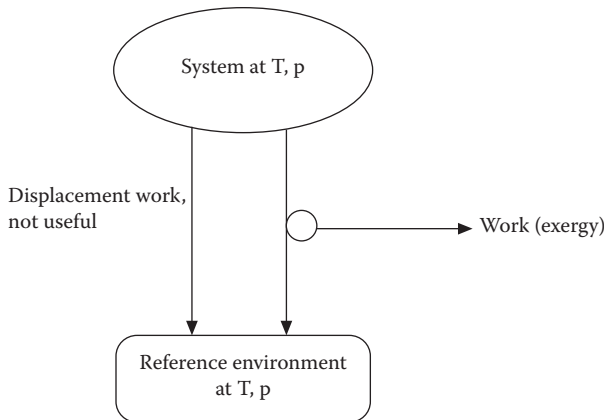 System at T, p
Displacement work,
not useful
Work (exergy)
Reference environment
at T, p